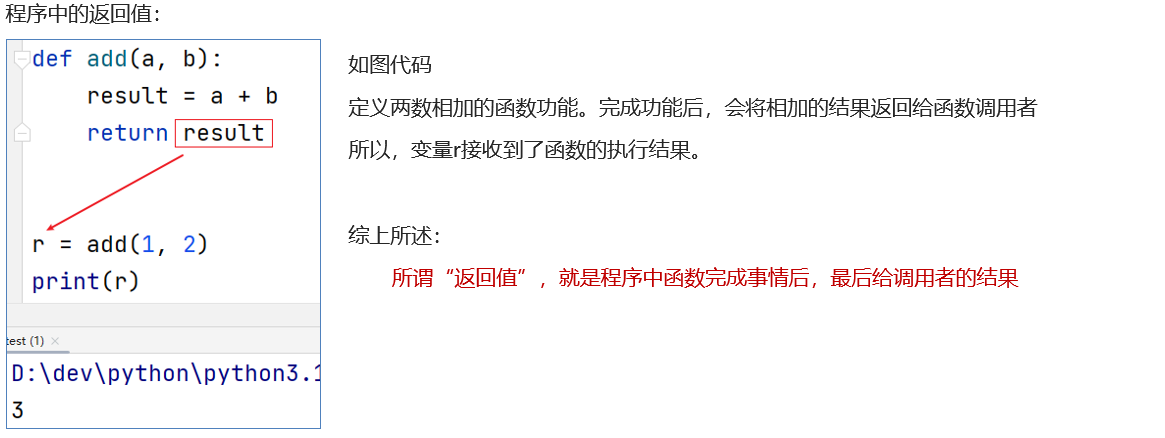 程序中的返回值：
def add(a, b):
    result = a + b
    return result
r = add(1, 2)
print(r)
test (1) ×
D:\dev\python\python3.1
3
如图代码
定义两数相加的函数功能。完成功能后，会将相加的结果返回给函数调用者
所以，变量r接收到了函数的执行结果。
综上所述：
所谓“返回值”，就是程序中函数完成事情后，最后给调用者的结果